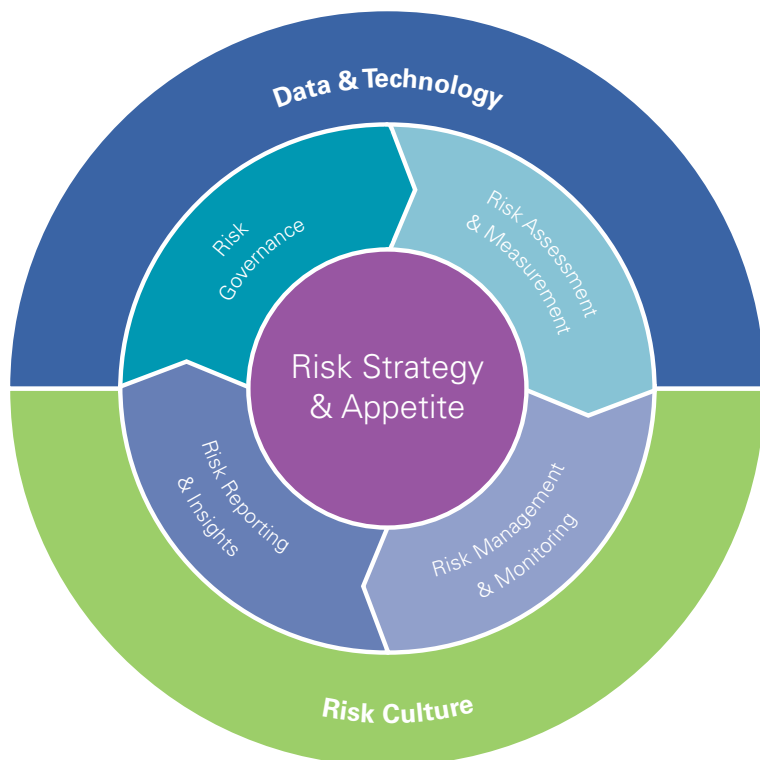 Data & Technology
Risk
Governance
Risk Assessment
& Measurement
Risk Strategy
& Appetite
Risk Reporting
& Insights
Risk Management
& Monitoring
Risk Culture